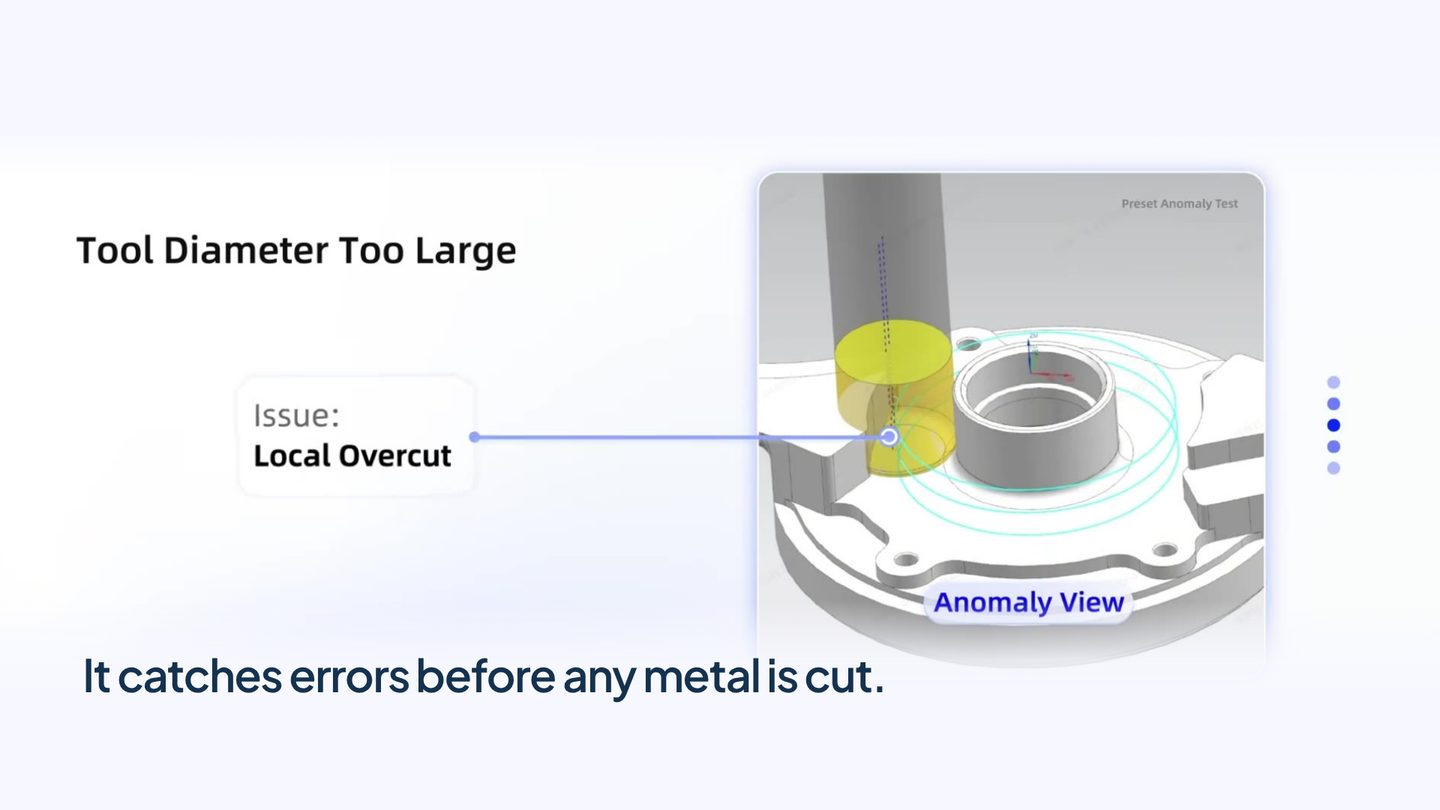 Preset Anomaly Test
Tool Diameter Too Large
Issue:
Local Overcut
Anomaly View
It catches errors before any metal is cut.